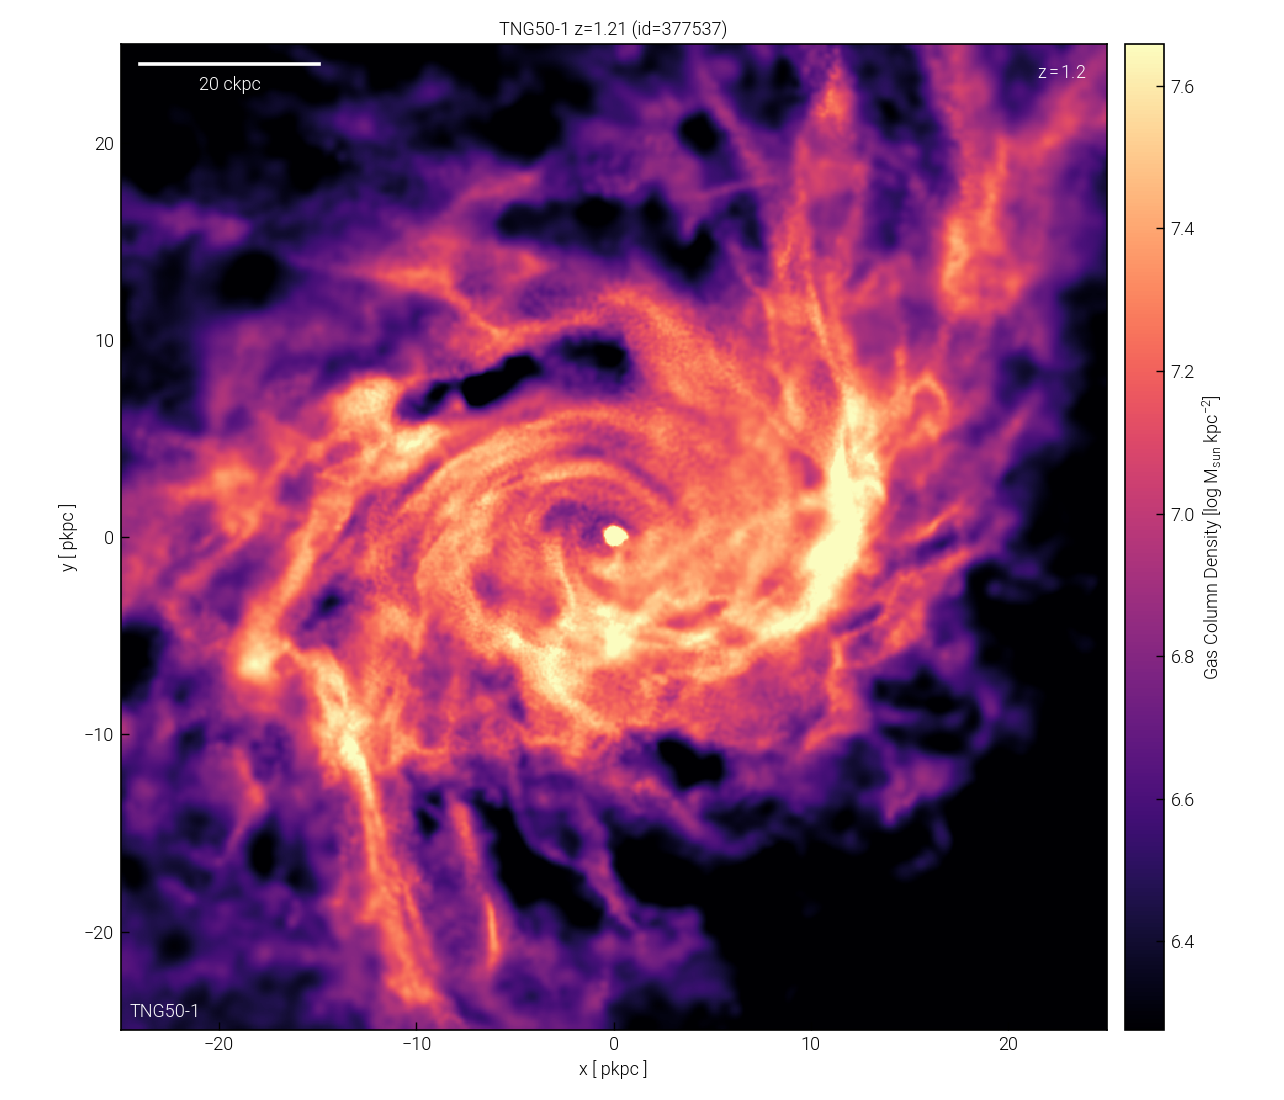 TNG50-1 z=1.21 (id=377537)
20 ckpc
z = 1.2
TNG50-1
y [ pkpc ]
20
10
0
−10
−20
−20
−10
0
10
20
x [ pkpc ]
7.6
7.4
7.2
7.0
6.8
6.6
6.4
Gas Column Density [log M_sun kpc^−2]